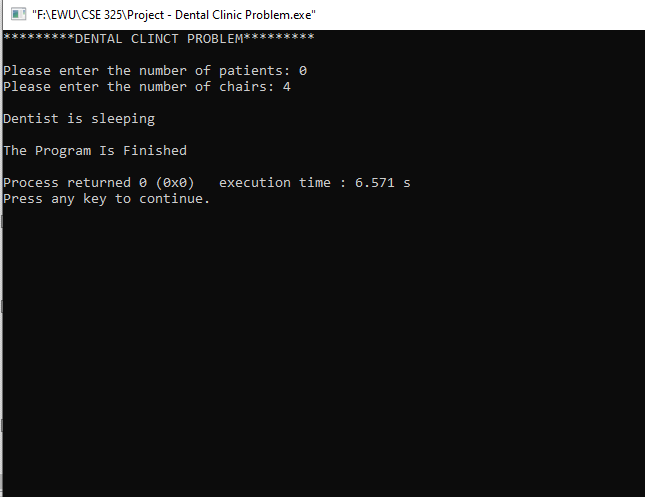 "F:\EWU\CSE 325\Project - Dental Clinic Problem.exe"
*********DENTAL CLINCT PROBLEM*********
Please enter the number of patients: 0
Please enter the number of chairs: 4
Dentist is sleeping
The Program Is Finished
Process returned 0 (0x0)   execution time : 6.571 s
Press any key to continue.